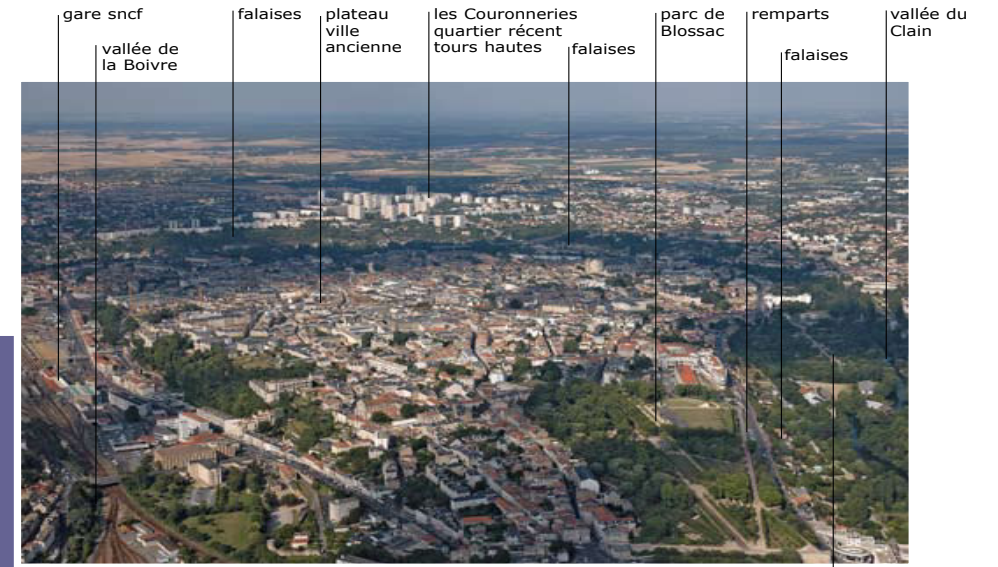 gare sncf
vallée de
la Boivre
falaises
plateau
ville
ancienne
les Couronneries
quartier récent
tours hautes
falaises
parc de
Blossac
remparts
falaises
vallée du
Clain